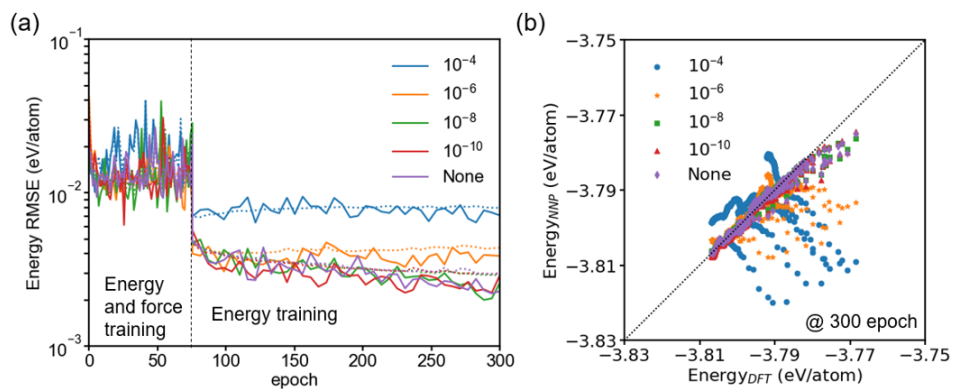 (a)
10⁻¹
10⁻²
10⁻³
Energy RMSE (eV/atom)
10⁻⁴
10⁻⁶
10⁻⁸
10⁻¹⁰
None
Energy
and force
training
Energy training
0 50 100 150 200 250 300
epoch
(b)
−3.75
−3.77
−3.79
−3.81
−3.83
Energy_NNP (eV/atom)
10⁻⁴
10⁻⁶
10⁻⁸
10⁻¹⁰
None
@ 300 epoch
−3.83 −3.81 −3.79 −3.77 −3.75
Energy_DFT (eV/atom)